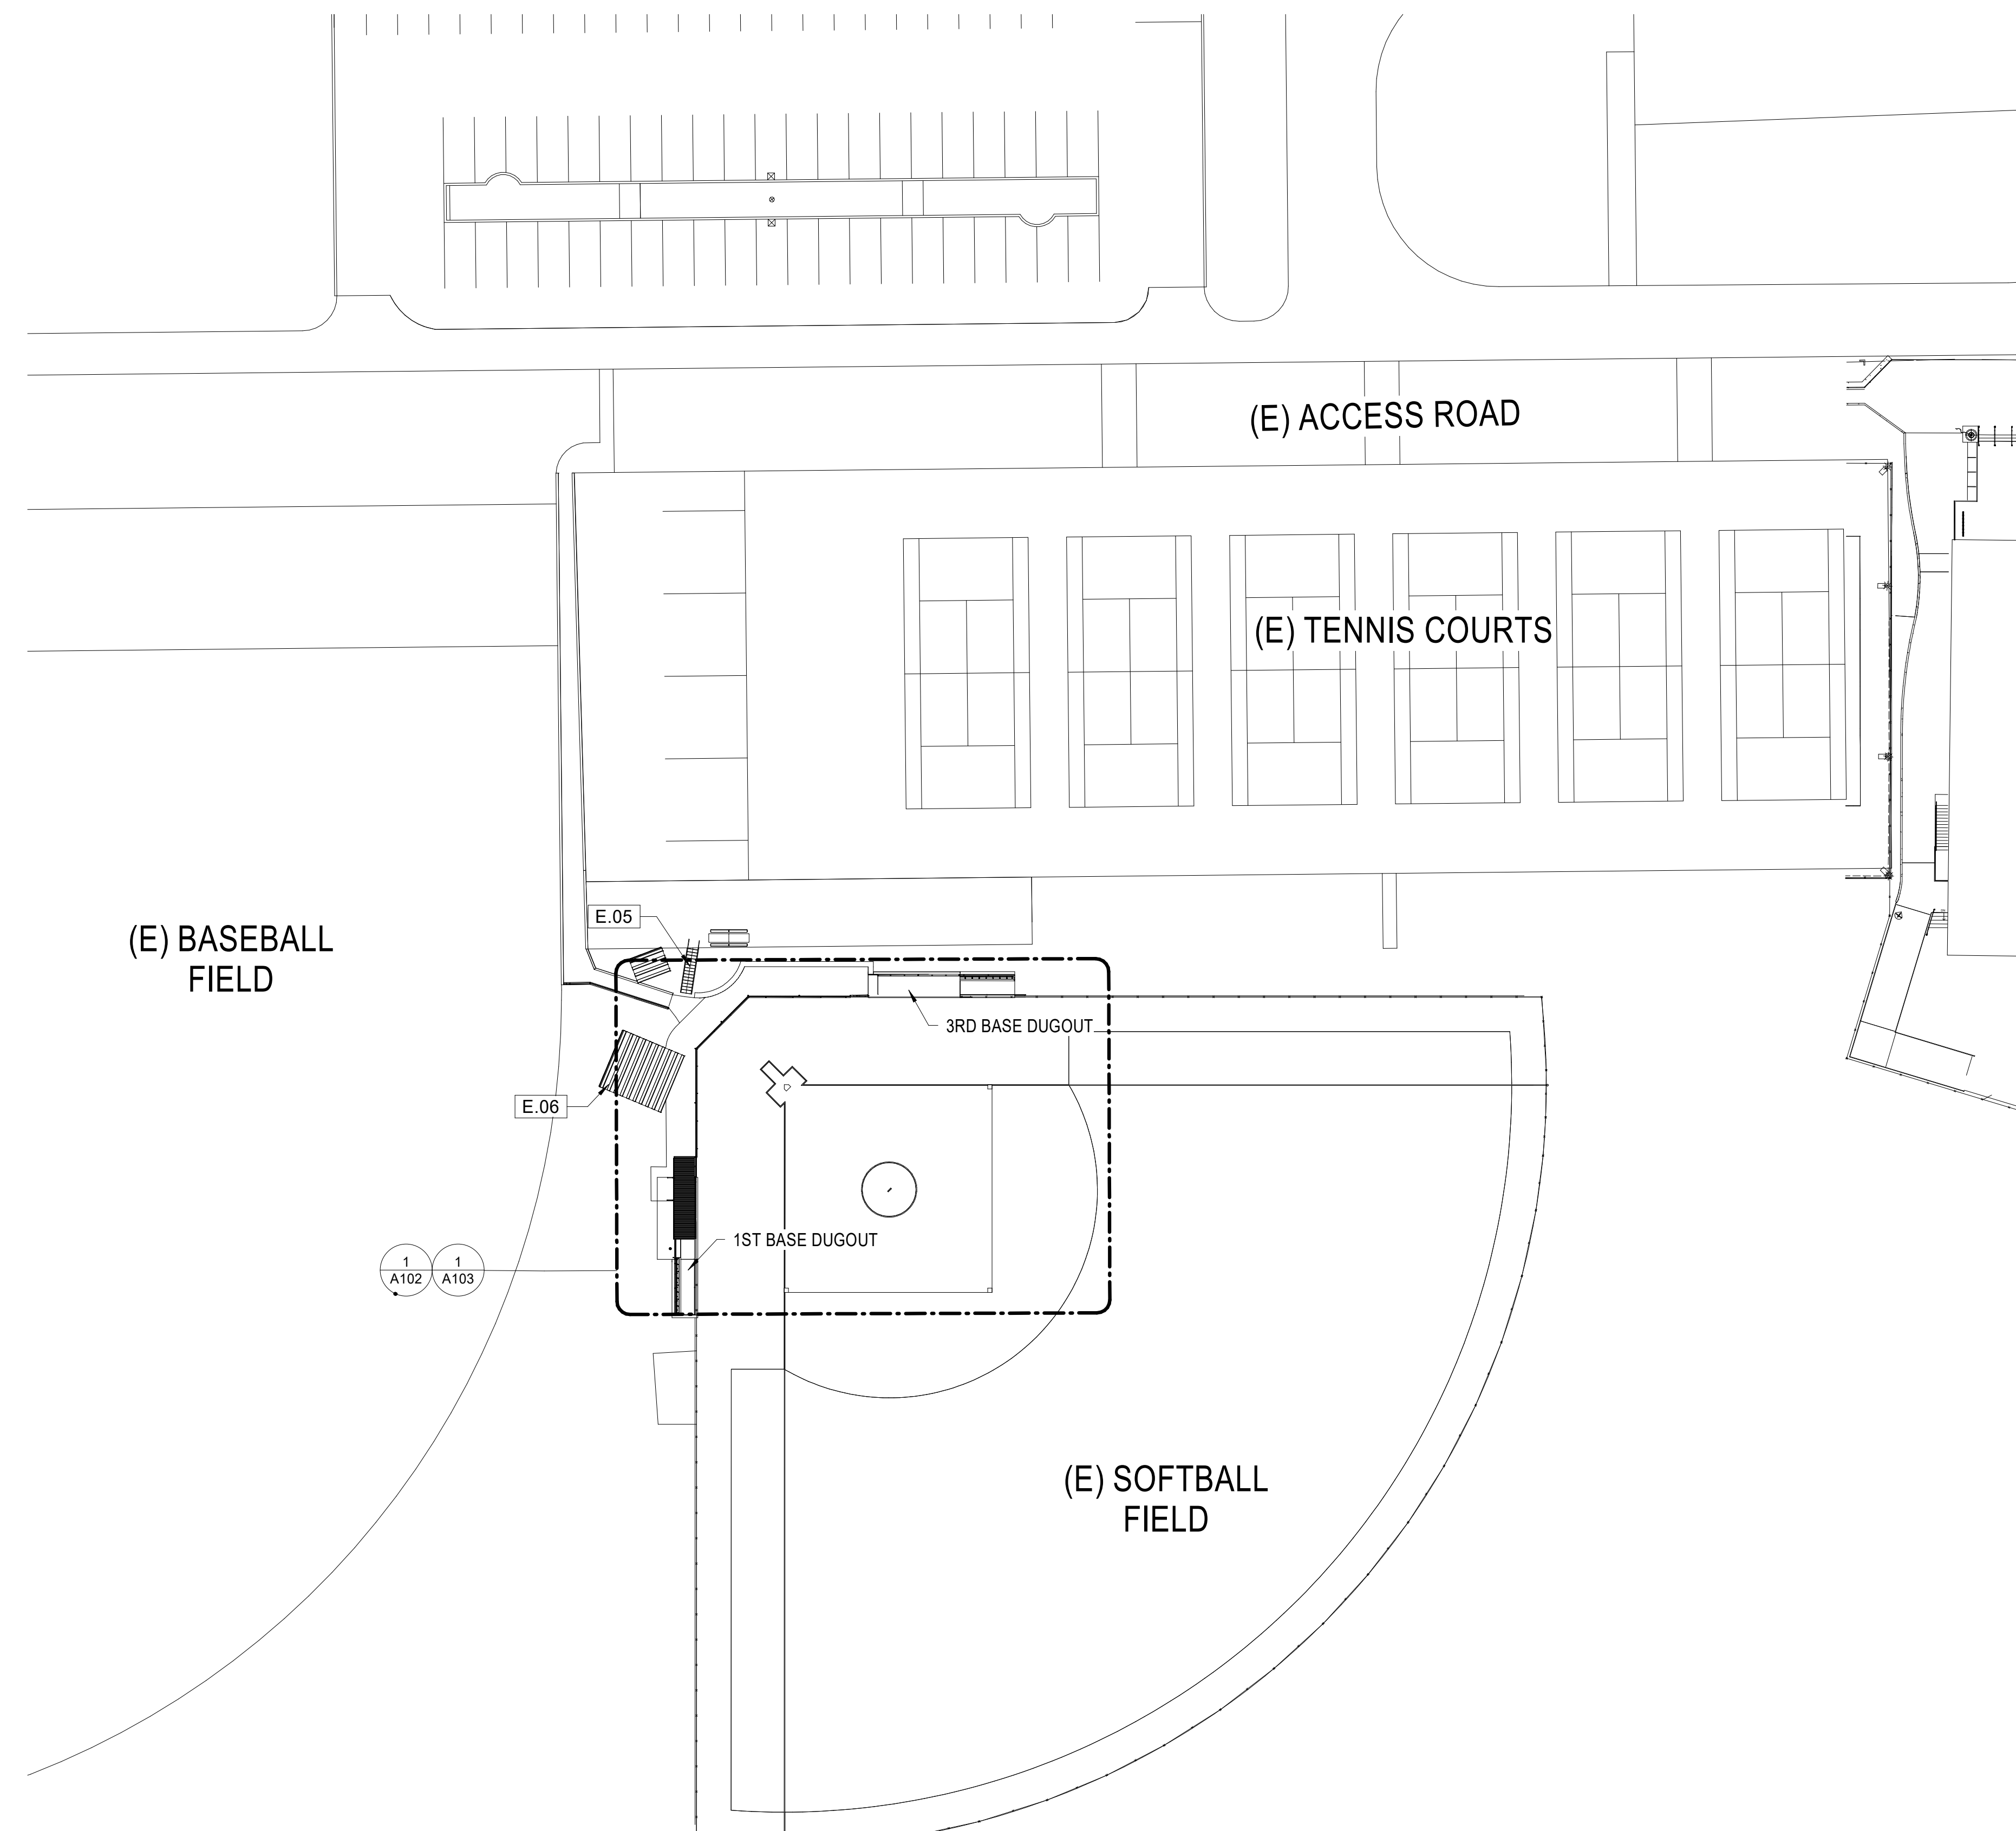 (E) ACCESS ROAD
(E) TENNIS COURTS
E.05
(E) BASEBALL
FIELD
3RD BASE DUGOUT
E.06
1ST BASE DUGOUT
1
A102
1
A103
(E) SOFTBALL
FIELD